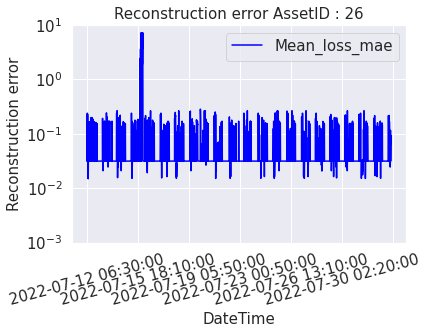 Reconstruction error AssetID : 26
Mean_loss_mae
Reconstruction error
10¹
10⁰
10⁻¹
10⁻²
10⁻³
2022-07-12 06:30:00
2022-07-15 18:10:00
2022-07-19 05:50:00
2022-07-23 00:50:00
2022-07-26 13:10:00
2022-07-30 02:20:00
DateTime